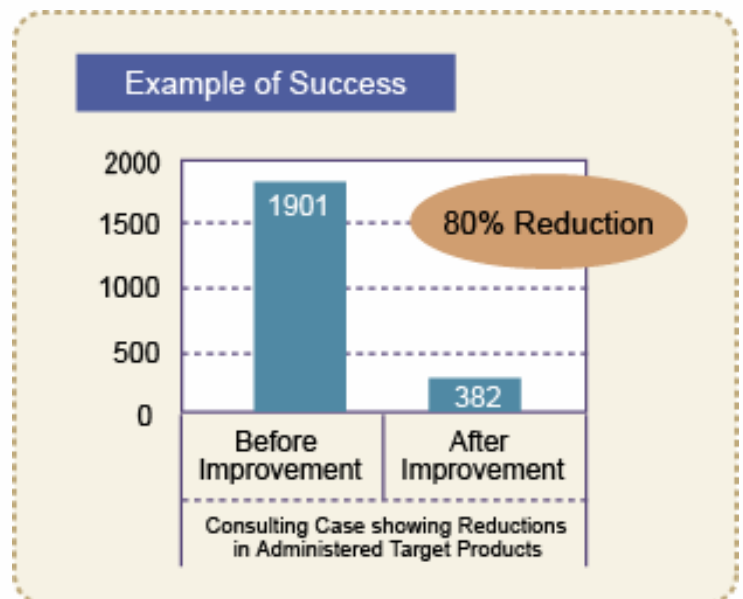 Example of Success
2000
1500
1000
500
0
1901
80% Reduction
382
Before
Improvement
After
Improvement
Consulting Case showing Reductions
in Administered Target Products